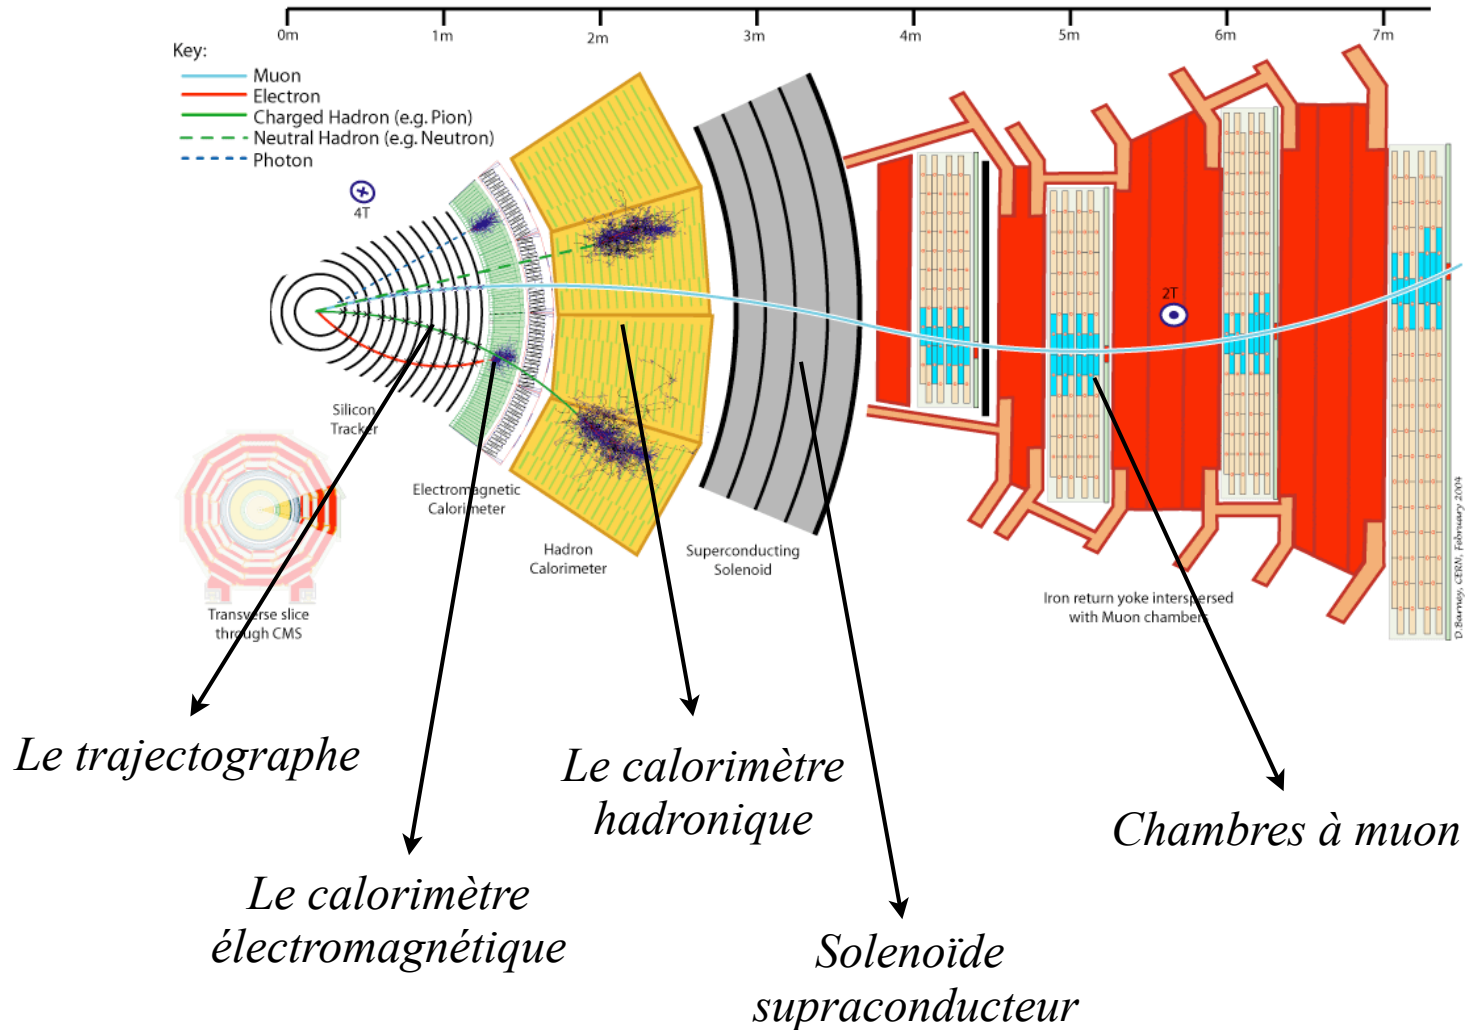 0m 1m 2m 3m 4m 5m 6m 7m
Key:
Muon
Electron
Charged Hadron (e.g. Pion)
Neutral Hadron (e.g. Neutron)
Photon
4T
2T
Silicon
Tracker
Electromagnetic
Calorimeter
Hadron
Calorimeter
Superconducting
Solenoid
Iron return yoke interspersed
with Muon chambers
Transverse slice
through CMS
D.Barney, CERN, February 2004
Le trajectographe
Le calorimètre
hadronique
Chambres à muon
Le calorimètre
électromagnétique
Solenoïde
supraconducteur